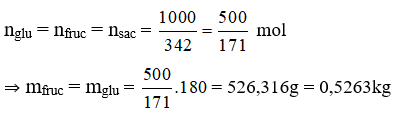 n_glu = n_fruc = n_sac = 1000/342 = 500/171 mol
⇒ m_fruc = m_glu = 500/171 .180 = 526,316g = 0,5263kg